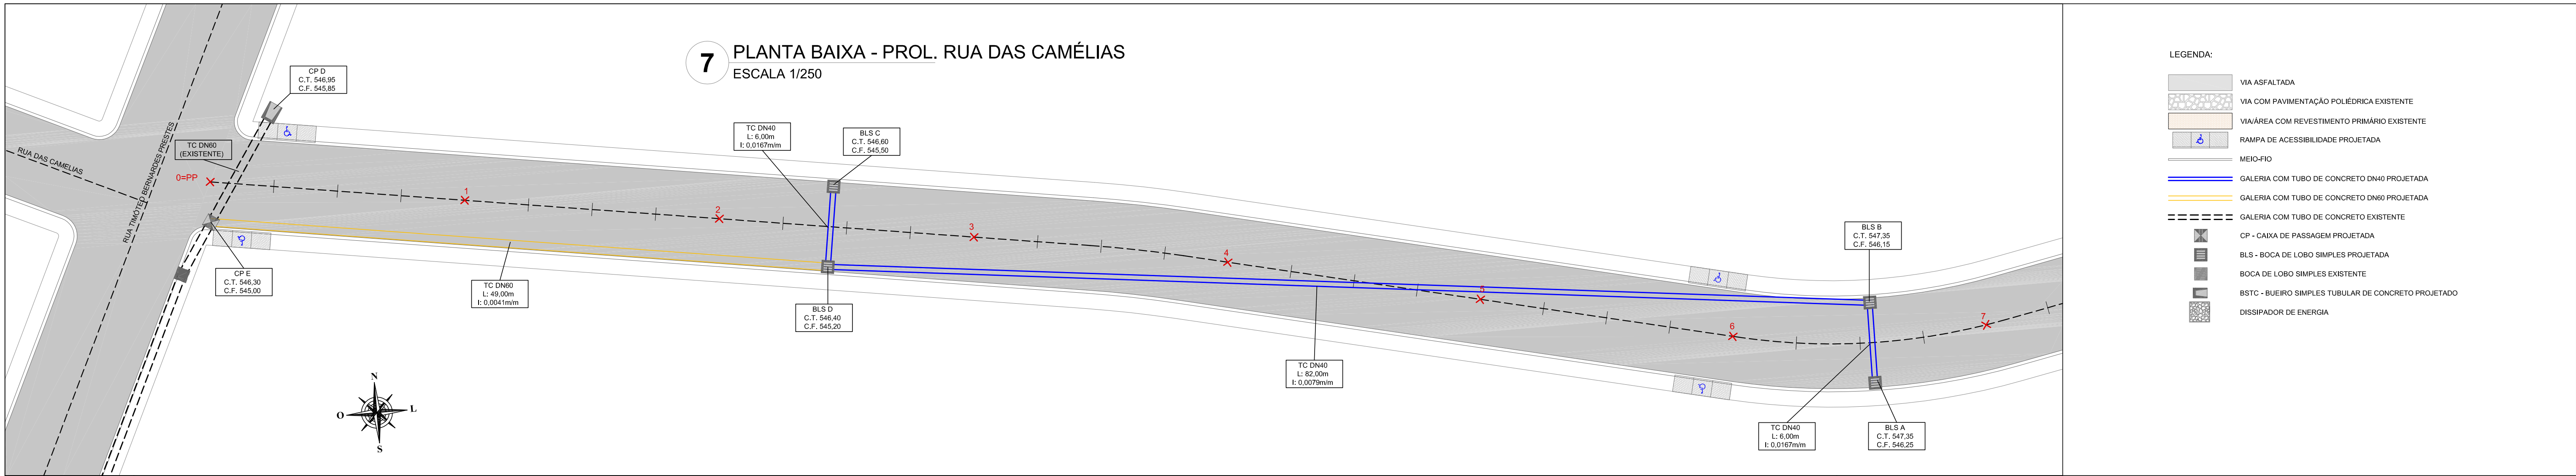 7
PLANTA BAIXA - PROL. RUA DAS CAMÉLIAS
ESCALA 1/250
CP D
C.T. 546,95
C.F. 545,85
TC DN60
(EXISTENTE)
RUA DAS CAMELIAS
RUA TIMÓTEO BERNARDES PRESTES
0=PP
1
2
3
4
5
6
7
TC DN40
L: 6,00m
I: 0,0167m/m
BLS C
C.T. 546,60
C.F. 545,50
BLS B
C.T. 547,35
C.F. 546,15
CP E
C.T. 546,30
C.F. 545,00
TC DN60
L: 49,00m
I: 0,0041m/m
BLS D
C.T. 546,40
C.F. 545,20
TC DN40
L: 82,00m
I: 0,0079m/m
TC DN40
L: 6,00m
I: 0,0167m/m
BLS A
C.T. 547,35
C.F. 546,25
N
O
L
S
LEGENDA:
VIA ASFALTADA
VIA COM PAVIMENTAÇÃO POLIÉDRICA EXISTENTE
VIA/ÁREA COM REVESTIMENTO PRIMÁRIO EXISTENTE
RAMPA DE ACESSIBILIDADE PROJETADA
MEIO-FIO
GALERIA COM TUBO DE CONCRETO DN40 PROJETADA
GALERIA COM TUBO DE CONCRETO DN60 PROJETADA
GALERIA COM TUBO DE CONCRETO EXISTENTE
CP - CAIXA DE PASSAGEM PROJETADA
BLS - BOCA DE LOBO SIMPLES PROJETADA
BOCA DE LOBO SIMPLES EXISTENTE
BSTC - BUEIRO SIMPLES TUBULAR DE CONCRETO PROJETADO
DISSIPADOR DE ENERGIA